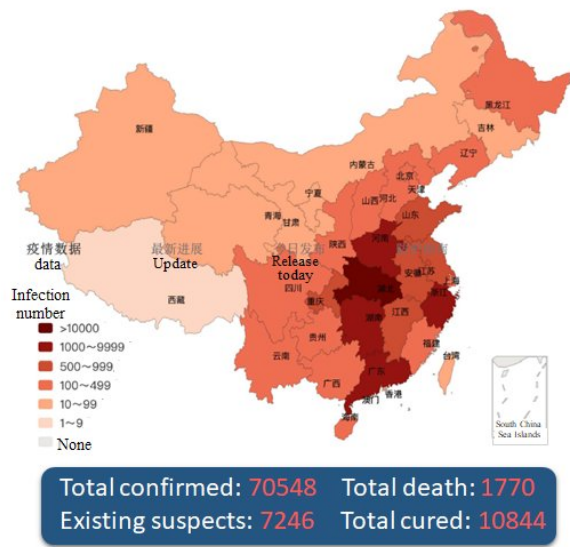 黑龙江
吉林
新疆
辽宁
内蒙古
北京
天津
宁夏
山西
河北
山东
青海
甘肃
陕西
河南
疫情数据
最新进展
data
Update
Release
today
江苏
安徽
上海
四川
湖北
重庆
浙江
西藏
湖南
江西
贵州
福建
云南
台湾
广西
广东
香港
澳门
海南
Infection
number
>10000
1000~9999
500~999
100~499
10~99
1~9
None
South China
Sea Islands
Total confirmed: 70548 Total death: 1770
Existing suspects: 7246 Total cured: 10844